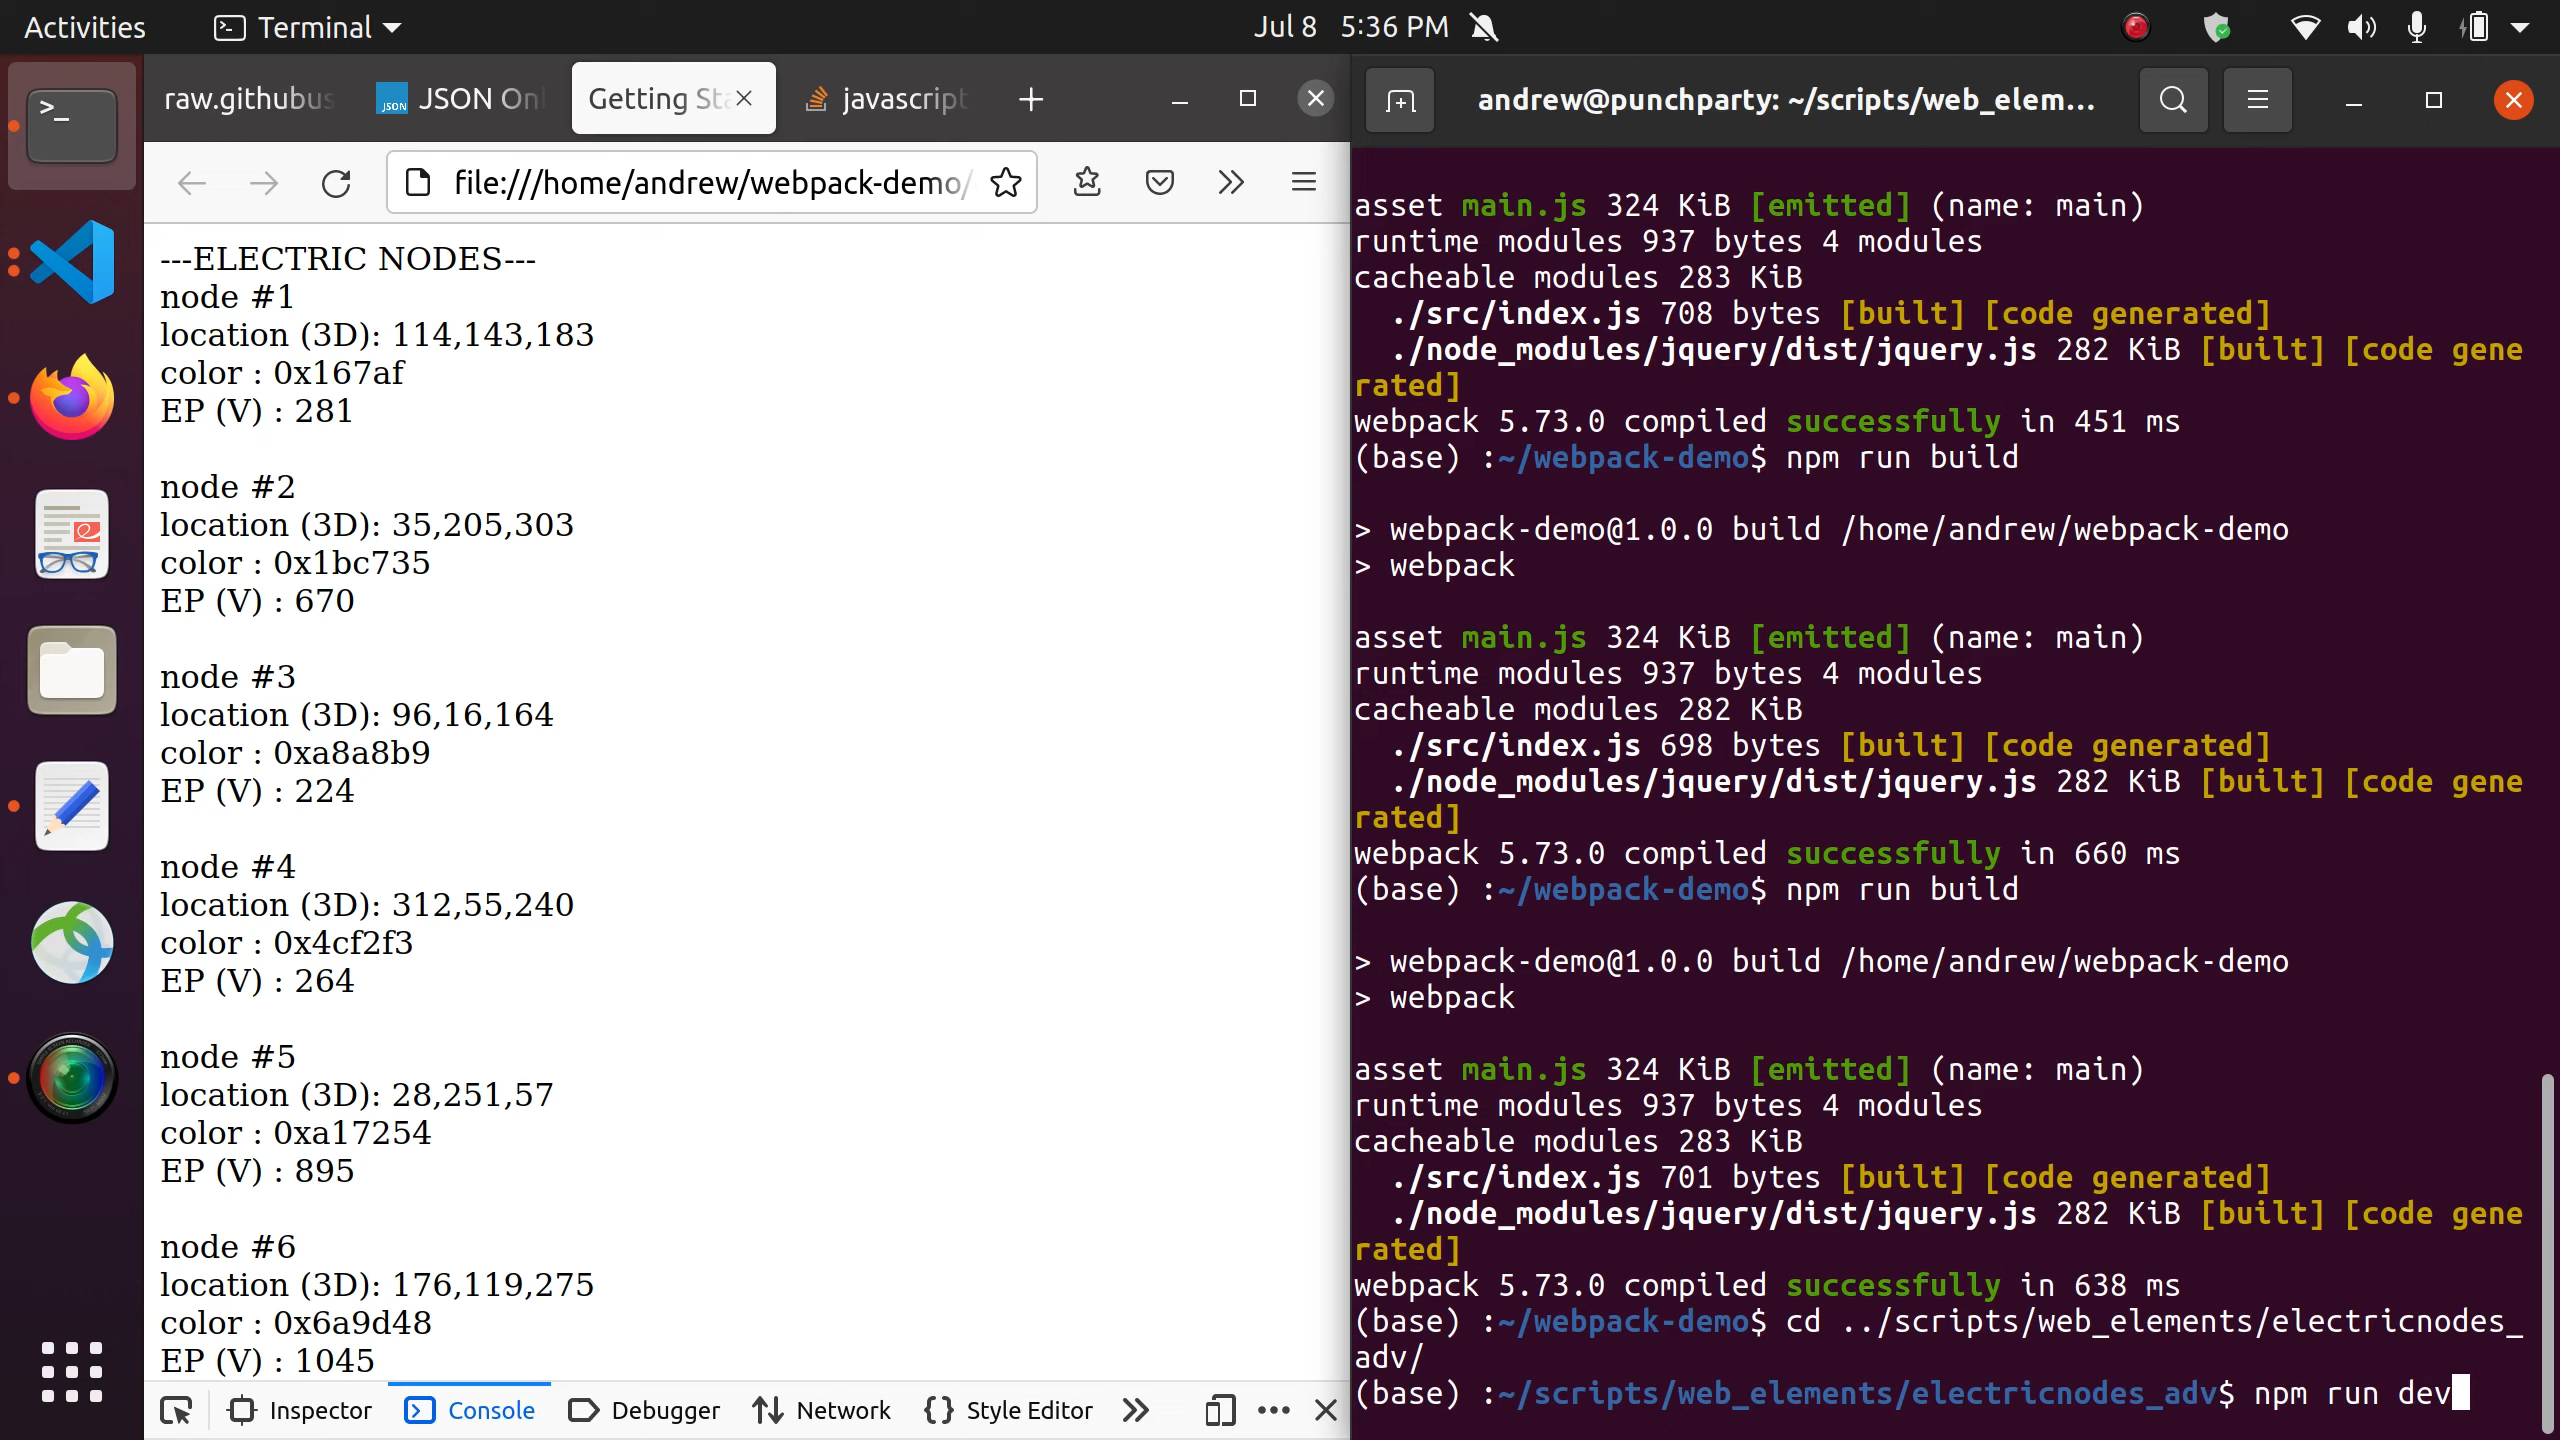 Activities
Terminal
Jul 8 5:36 PM
raw.githubus
JSON
JSON Onl
Getting Sta
javascript
file:///home/andrew/webpack-demo/
---ELECTRIC NODES---
node #1
location (3D): 114,143,183
color : 0x167af
EP (V) : 281
node #2
location (3D): 35,205,303
color : 0x1bc735
EP (V) : 670
node #3
location (3D): 96,16,164
color : 0xa8a8b9
EP (V) : 224
node #4
location (3D): 312,55,240
color : 0x4cf2f3
EP (V) : 264
node #5
location (3D): 28,251,57
color : 0xa17254
EP (V) : 895
node #6
location (3D): 176,119,275
color : 0x6a9d48
EP (V) : 1045
Inspector
Console
Debugger
Network
Style Editor
andrew@punchparty: ~/scripts/web_elem...
asset main.js 324 KiB [emitted] (name: main)
runtime modules 937 bytes 4 modules
cacheable modules 283 KiB
./src/index.js 708 bytes [built] [code generated]
./node_modules/jquery/dist/jquery.js 282 KiB [built] [code gene
rated]
webpack 5.73.0 compiled successfully in 451 ms
(base) :~/webpack-demo$ npm run build
> webpack-demo@1.0.0 build /home/andrew/webpack-demo
> webpack
asset main.js 324 KiB [emitted] (name: main)
runtime modules 937 bytes 4 modules
cacheable modules 282 KiB
./src/index.js 698 bytes [built] [code generated]
./node_modules/jquery/dist/jquery.js 282 KiB [built] [code gene
rated]
webpack 5.73.0 compiled successfully in 660 ms
(base) :~/webpack-demo$ npm run build
> webpack-demo@1.0.0 build /home/andrew/webpack-demo
> webpack
asset main.js 324 KiB [emitted] (name: main)
runtime modules 937 bytes 4 modules
cacheable modules 283 KiB
./src/index.js 701 bytes [built] [code generated]
./node_modules/jquery/dist/jquery.js 282 KiB [built] [code gene
rated]
webpack 5.73.0 compiled successfully in 638 ms
(base) :~/webpack-demo$ cd ../scripts/web_elements/electricnodes_
adv/
(base) :~/scripts/web_elements/electricnodes_adv$ npm run dev